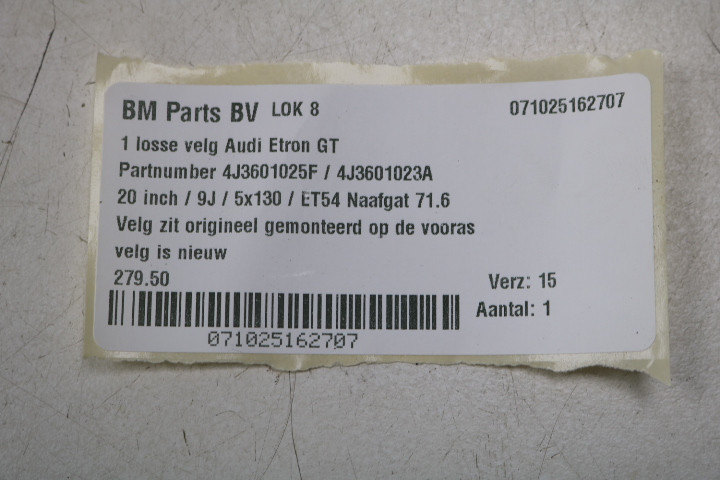 BM Parts BV LOK 8 071025162707
1 losse velg Audi Etron GT
Partnumber 4J3601025F / 4J3601023A
20 inch / 9J / 5x130 / ET54 Naafgat 71.6
Velg zit origineel gemonteerd op de vooras
velg is nieuw
279.50 Verz: 15
Aantal: 1
071025162707